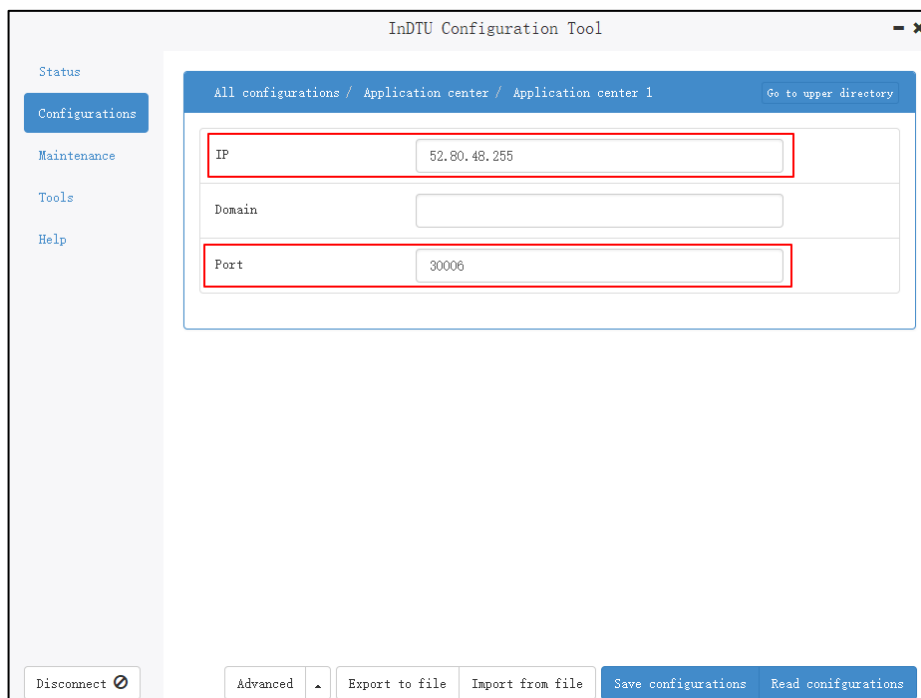 InDTU Configuration Tool
Status
Configurations
Maintenance
Tools
Help
All configurations / Application center / Application center 1
Go to upper directory
IP 52.80.48.255
Domain
Port 30006
Disconnect
Advanced
Export to file
Import from file
Save configurations
Read conifgurations